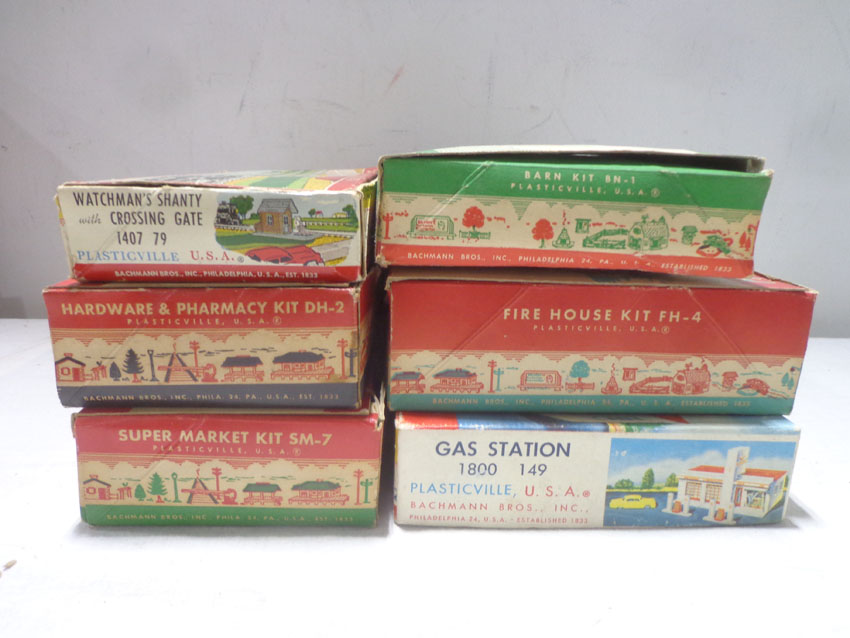 WATCHMAN'S SHANTY
with CROSSING GATE
1407 79
PLASTICVILLE U.S.A.®
BACHMANN BROS., INC., PHILADELPHIA, U.S.A., EST. 1833
BARN KIT BN-1
PLASTICVILLE, U.S.A.®
BACHMANN BROS., INC. PHILADELPHIA 24, PA., U.S.A. ESTABLISHED 1833
HARDWARE & PHARMACY KIT DH-2
PLASTICVILLE, U.S.A.®
BACHMANN BROS., INC. PHILA. 24, PA., U.S.A., EST. 1833
FIRE HOUSE KIT FH-4
PLASTICVILLE, U.S.A.®
BACHMANN BROS., INC. PHILADELPHIA 24, PA. U.S.A. ESTABLISHED 1833
SUPER MARKET KIT SM-7
PLASTICVILLE, U.S.A.®
BACHMANN BROS., INC. PHILA. 24, PA., U.S.A., EST. 1833
GAS STATION
1800 149
PLASTICVILLE, U.S.A.®
BACHMANN BROS., INC.,
PHILADELPHIA 24, U.S.A. - ESTABLISHED 1833